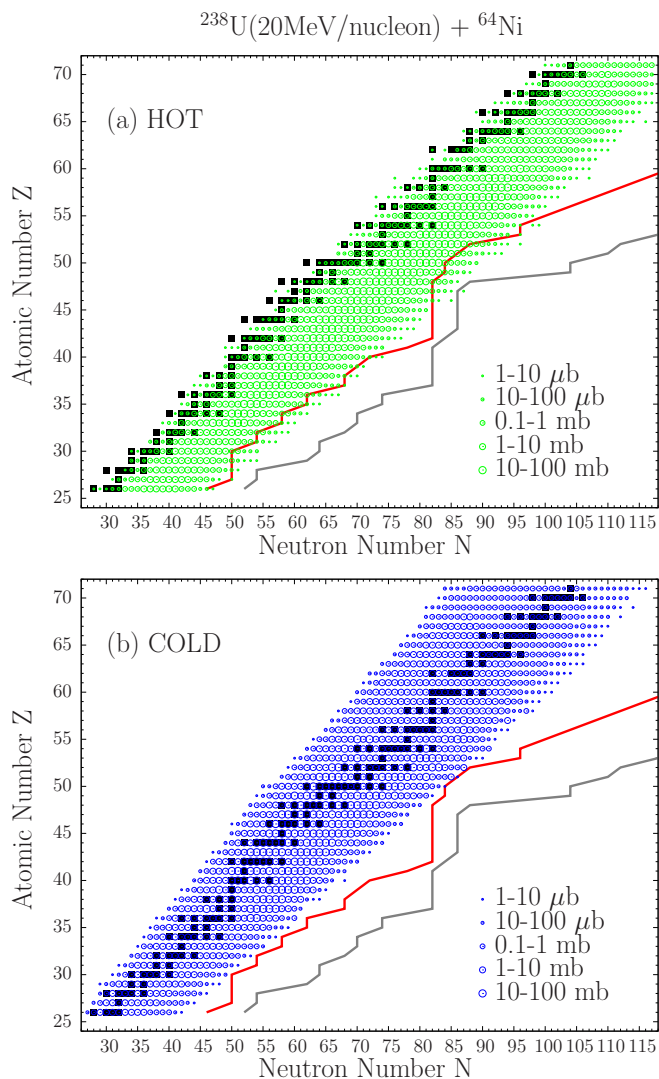 ²³⁸U(20MeV/nucleon) + ⁶⁴Ni
(a) HOT
Atomic Number Z
70
65
60
55
50
45
40
35
30
25
1-10 μb
10-100 μb
0.1-1 mb
1-10 mb
10-100 mb
30 35 40 45 50 55 60 65 70 75 80 85 90 95 100 105 110 115
Neutron Number N
(b) COLD
Atomic Number Z
70
65
60
55
50
45
40
35
30
25
1-10 μb
10-100 μb
0.1-1 mb
1-10 mb
10-100 mb
30 35 40 45 50 55 60 65 70 75 80 85 90 95 100 105 110 115
Neutron Number N